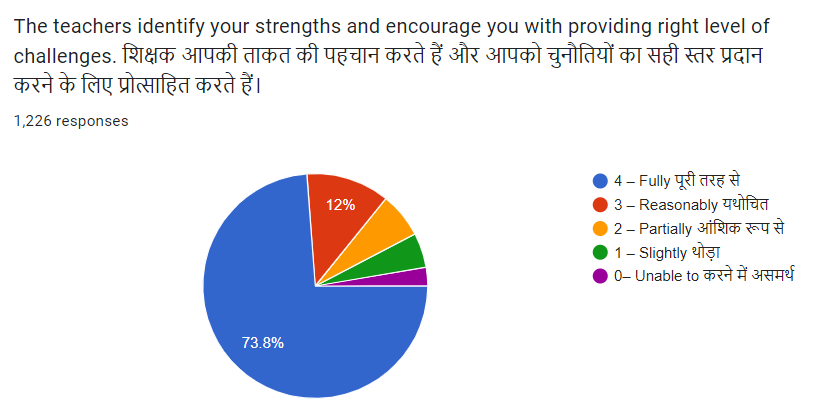 The teachers identify your strengths and encourage you with providing right level of
challenges. शिक्षक आपकी ताकत की पहचान करते हैं और आपको चुनौतियों का सही स्तर प्रदान
करने के लिए प्रोत्साहित करते हैं।
1,226 responses
12%
73.8%
4 – Fully पूरी तरह से
3 – Reasonably यथोचित
2 – Partially आंशिक रूप से
1 – Slightly थोड़ा
0– Unable to करने में असमर्थ